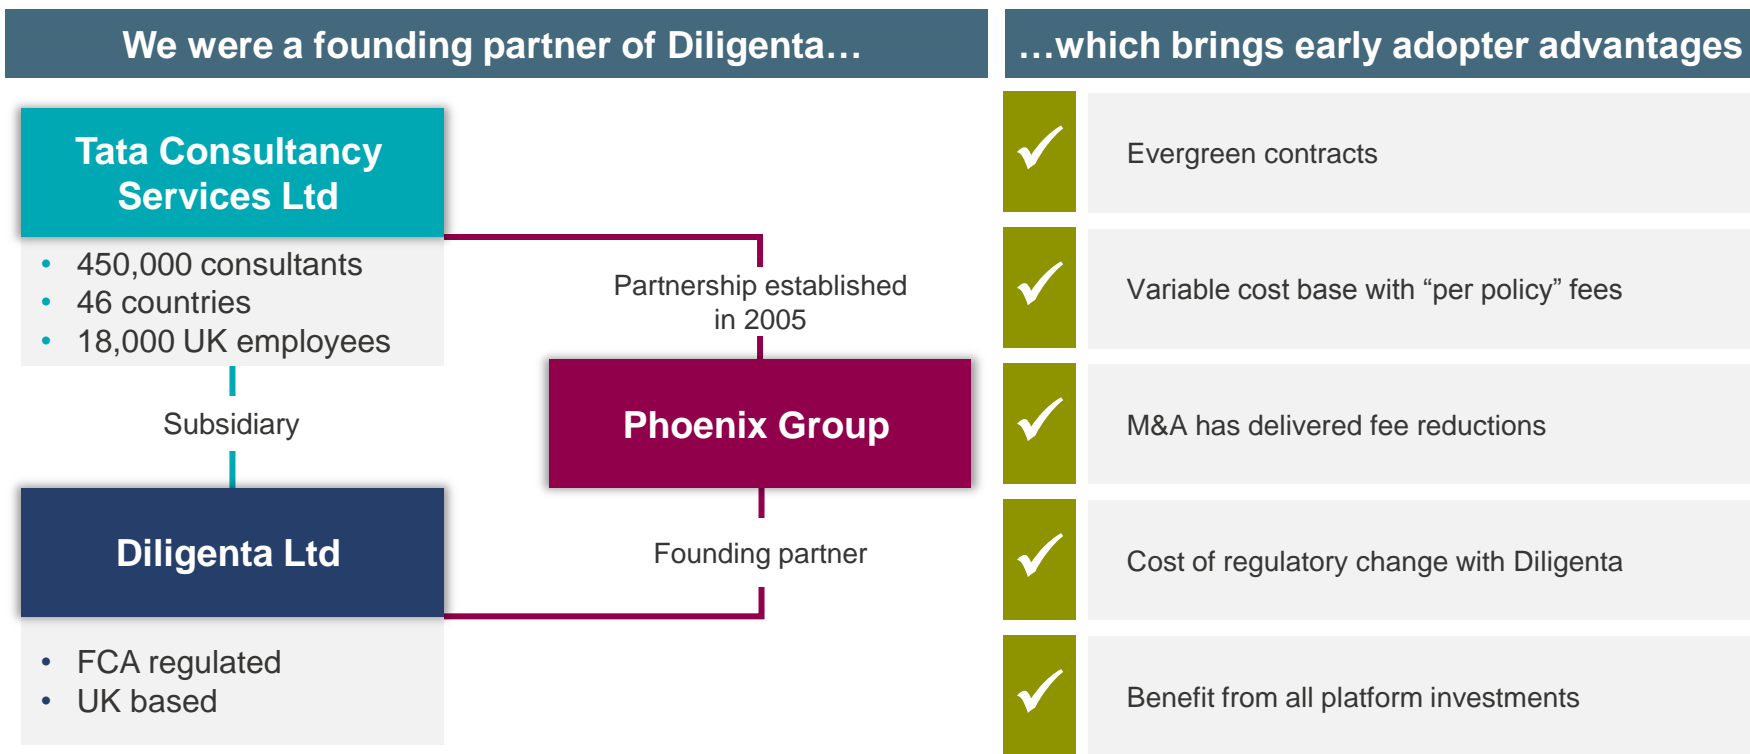 We were a founding partner of Diligenta…
Tata Consultancy
Services Ltd
• 450,000 consultants
• 46 countries
• 18,000 UK employees
Subsidiary
Diligenta Ltd
• FCA regulated
• UK based
Partnership established
in 2005
Phoenix Group
Founding partner
…which brings early adopter advantages
Evergreen contracts
Variable cost base with “per policy” fees
M&A has delivered fee reductions
Cost of regulatory change with Diligenta
Benefit from all platform investments